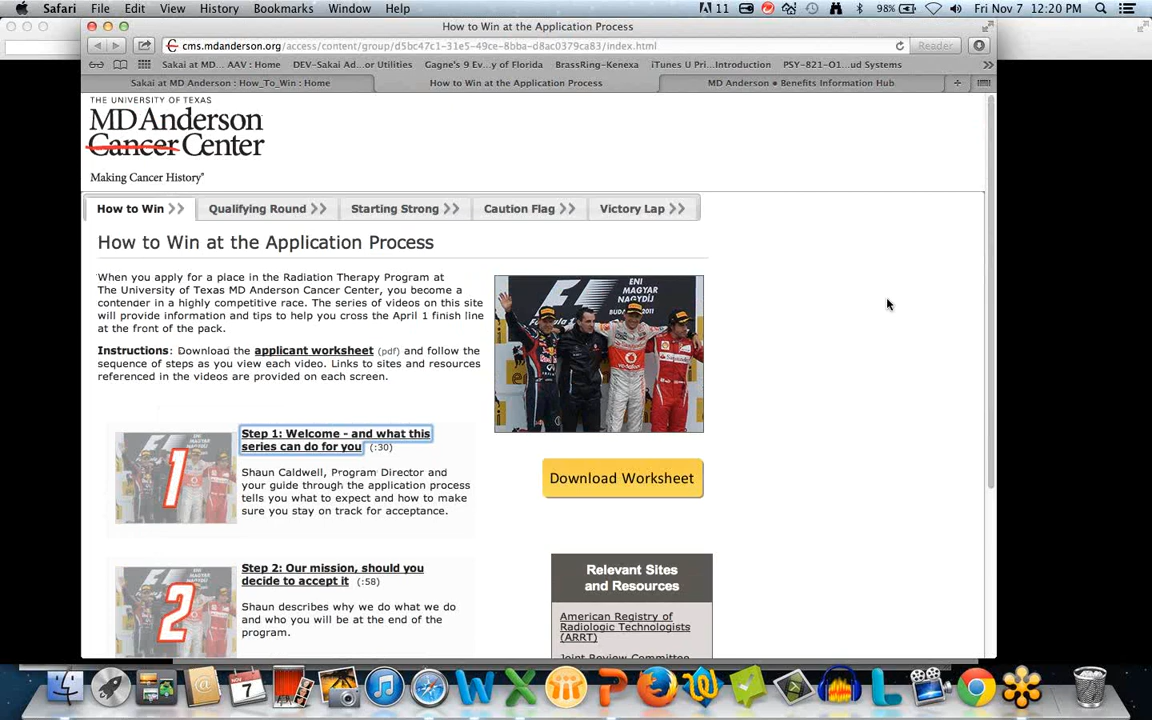 Safari File Edit View History Bookmarks Window Help 11 98% Fri Nov 7 12:20 PM
How to Win at the Application Process
cms.mdanderson.org/access/content/group/d5bc47c1-31e5-49ce-8bba-d8ac0379ca83/index.html Reader
Sakai at MD... AAV : Home DEV-Sakai Ad...or Utilities Gagne's 9 Ev...y of Florida BrassRing-Kenexa iTunes U Pri...Introduction PSY-821-O1...ud Systems
Sakai at MD Anderson : How_To_Win : Home How to Win at the Application Process MD Anderson • Benefits Information Hub
THE UNIVERSITY OF TEXAS
MD Anderson
Cancer Center
Making Cancer History®
How to Win >> Qualifying Round >> Starting Strong >> Caution Flag >> Victory Lap >>
How to Win at the Application Process
When you apply for a place in the Radiation Therapy Program at
The University of Texas MD Anderson Cancer Center, you become a
contender in a highly competitive race. The series of videos on this site
will provide information and tips to help you cross the April 1 finish line
at the front of the pack.
Instructions: Download the applicant worksheet (pdf) and follow the
sequence of steps as you view each video. Links to sites and resources
referenced in the videos are provided on each screen.
ENI
MAGYAR
NAGYDÍJ
Download Worksheet
1
Step 1: Welcome - and what this
series can do for you (:30)
Shaun Caldwell, Program Director and
your guide through the application process
tells you what to expect and how to make
sure you stay on track for acceptance.
2
Step 2: Our mission, should you
decide to accept it (:58)
Shaun describes why we do what we do
and who you will be at the end of the
program.
Relevant Sites
and Resources
American Registry of
Radiologic Technologists
(ARRT)
Joint Review Committee
NOV
7